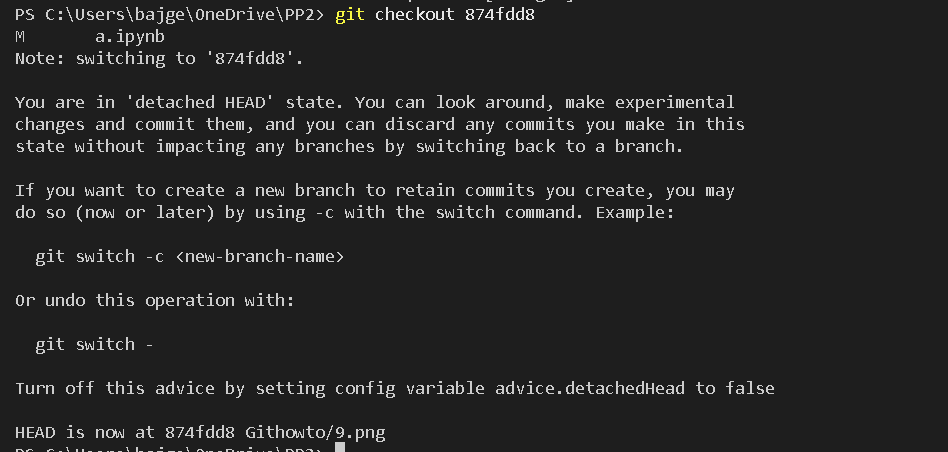 PS C:\Users\bajge\OneDrive\PP2> git checkout 874fdd8
M       a.ipynb
Note: switching to '874fdd8'.

You are in 'detached HEAD' state. You can look around, make experimental
changes and commit them, and you can discard any commits you make in this
state without impacting any branches by switching back to a branch.

If you want to create a new branch to retain commits you create, you may
do so (now or later) by using -c with the switch command. Example:

  git switch -c <new-branch-name>

Or undo this operation with:

  git switch -

Turn off this advice by setting config variable advice.detachedHead to false

HEAD is now at 874fdd8 Githowto/9.png
PS C:\Users\bajge\OneDrive\PP2>